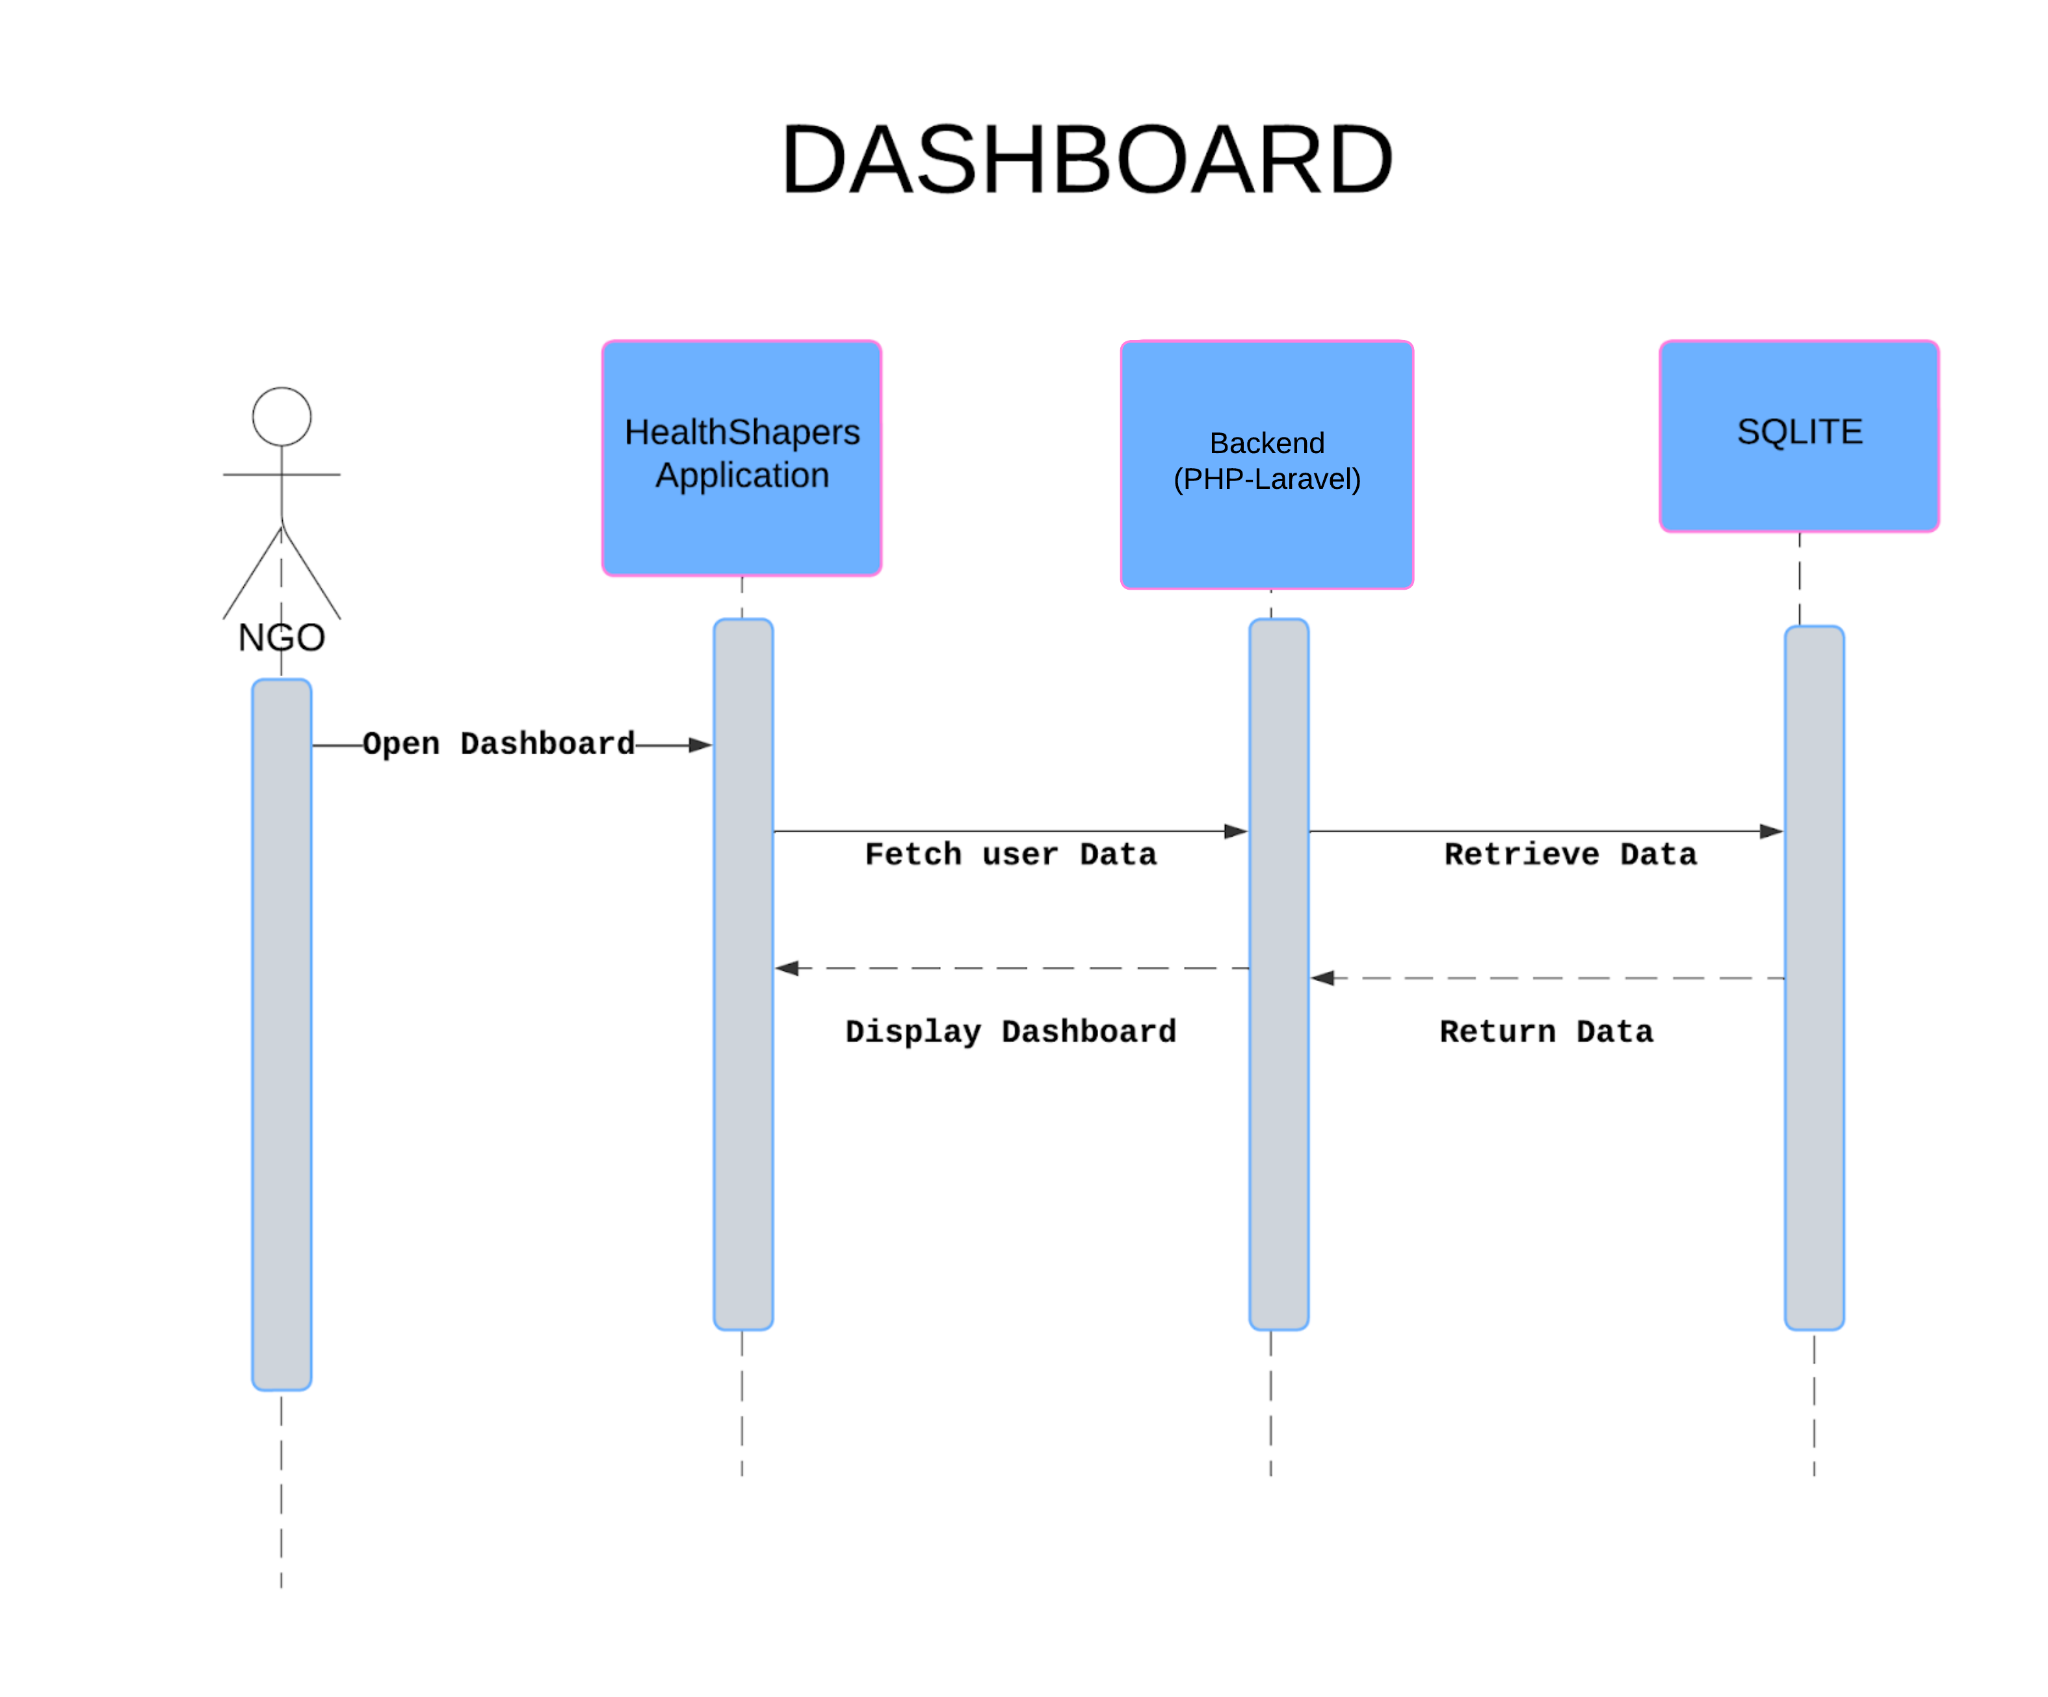 DASHBOARD
HealthShapers
Application
Backend
(PHP-Laravel)
SQLITE
NGO
Open Dashboard
Fetch user Data
Retrieve Data
Display Dashboard
Return Data